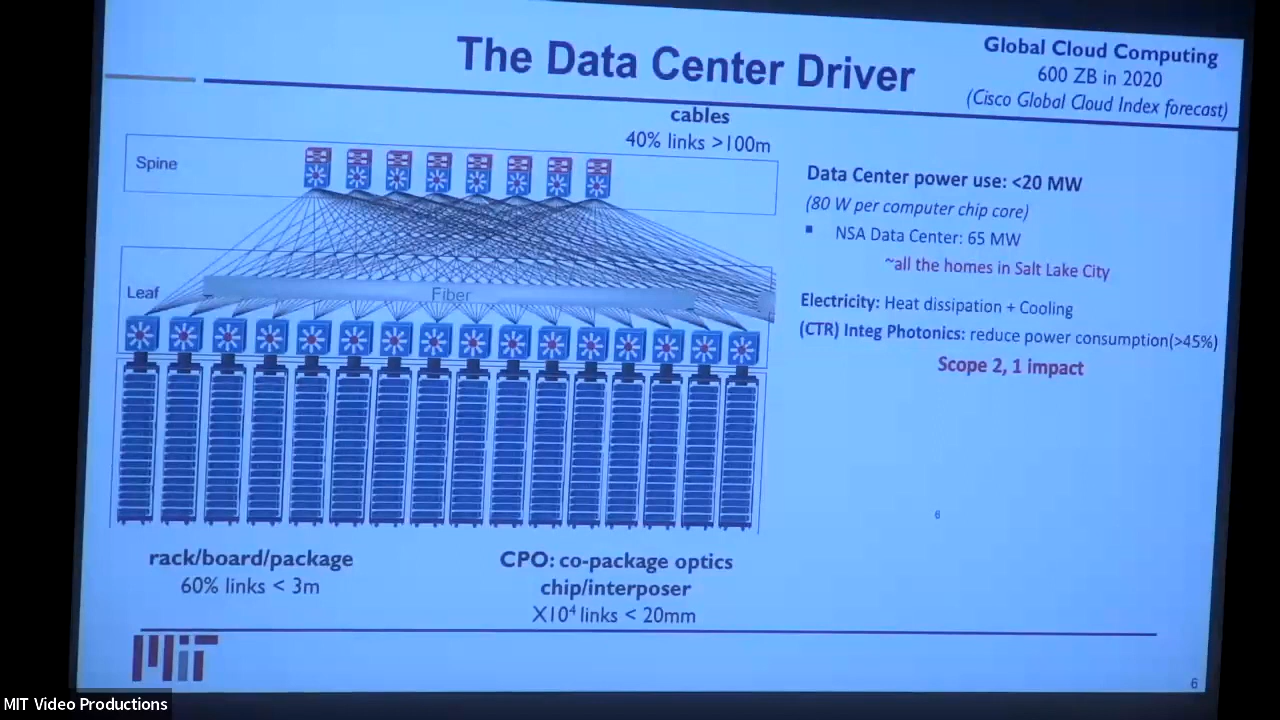 The Data Center Driver
Global Cloud Computing
600 ZB in 2020
(Cisco Global Cloud Index forecast)
cables
40% links >100m
Spine
Leaf
Fiber
rack/board/package
60% links < 3m
CPO: co-package optics
chip/interposer
X10⁴ links < 20mm
Data Center power use: <20 MW
(80 W per computer chip core)
▪ NSA Data Center: 65 MW
~all the homes in Salt Lake City
Electricity: Heat dissipation + Cooling
(CTR) Integ Photonics: reduce power consumption(>45%)
Scope 2, 1 impact
6
MIT
6
MIT Video Productions